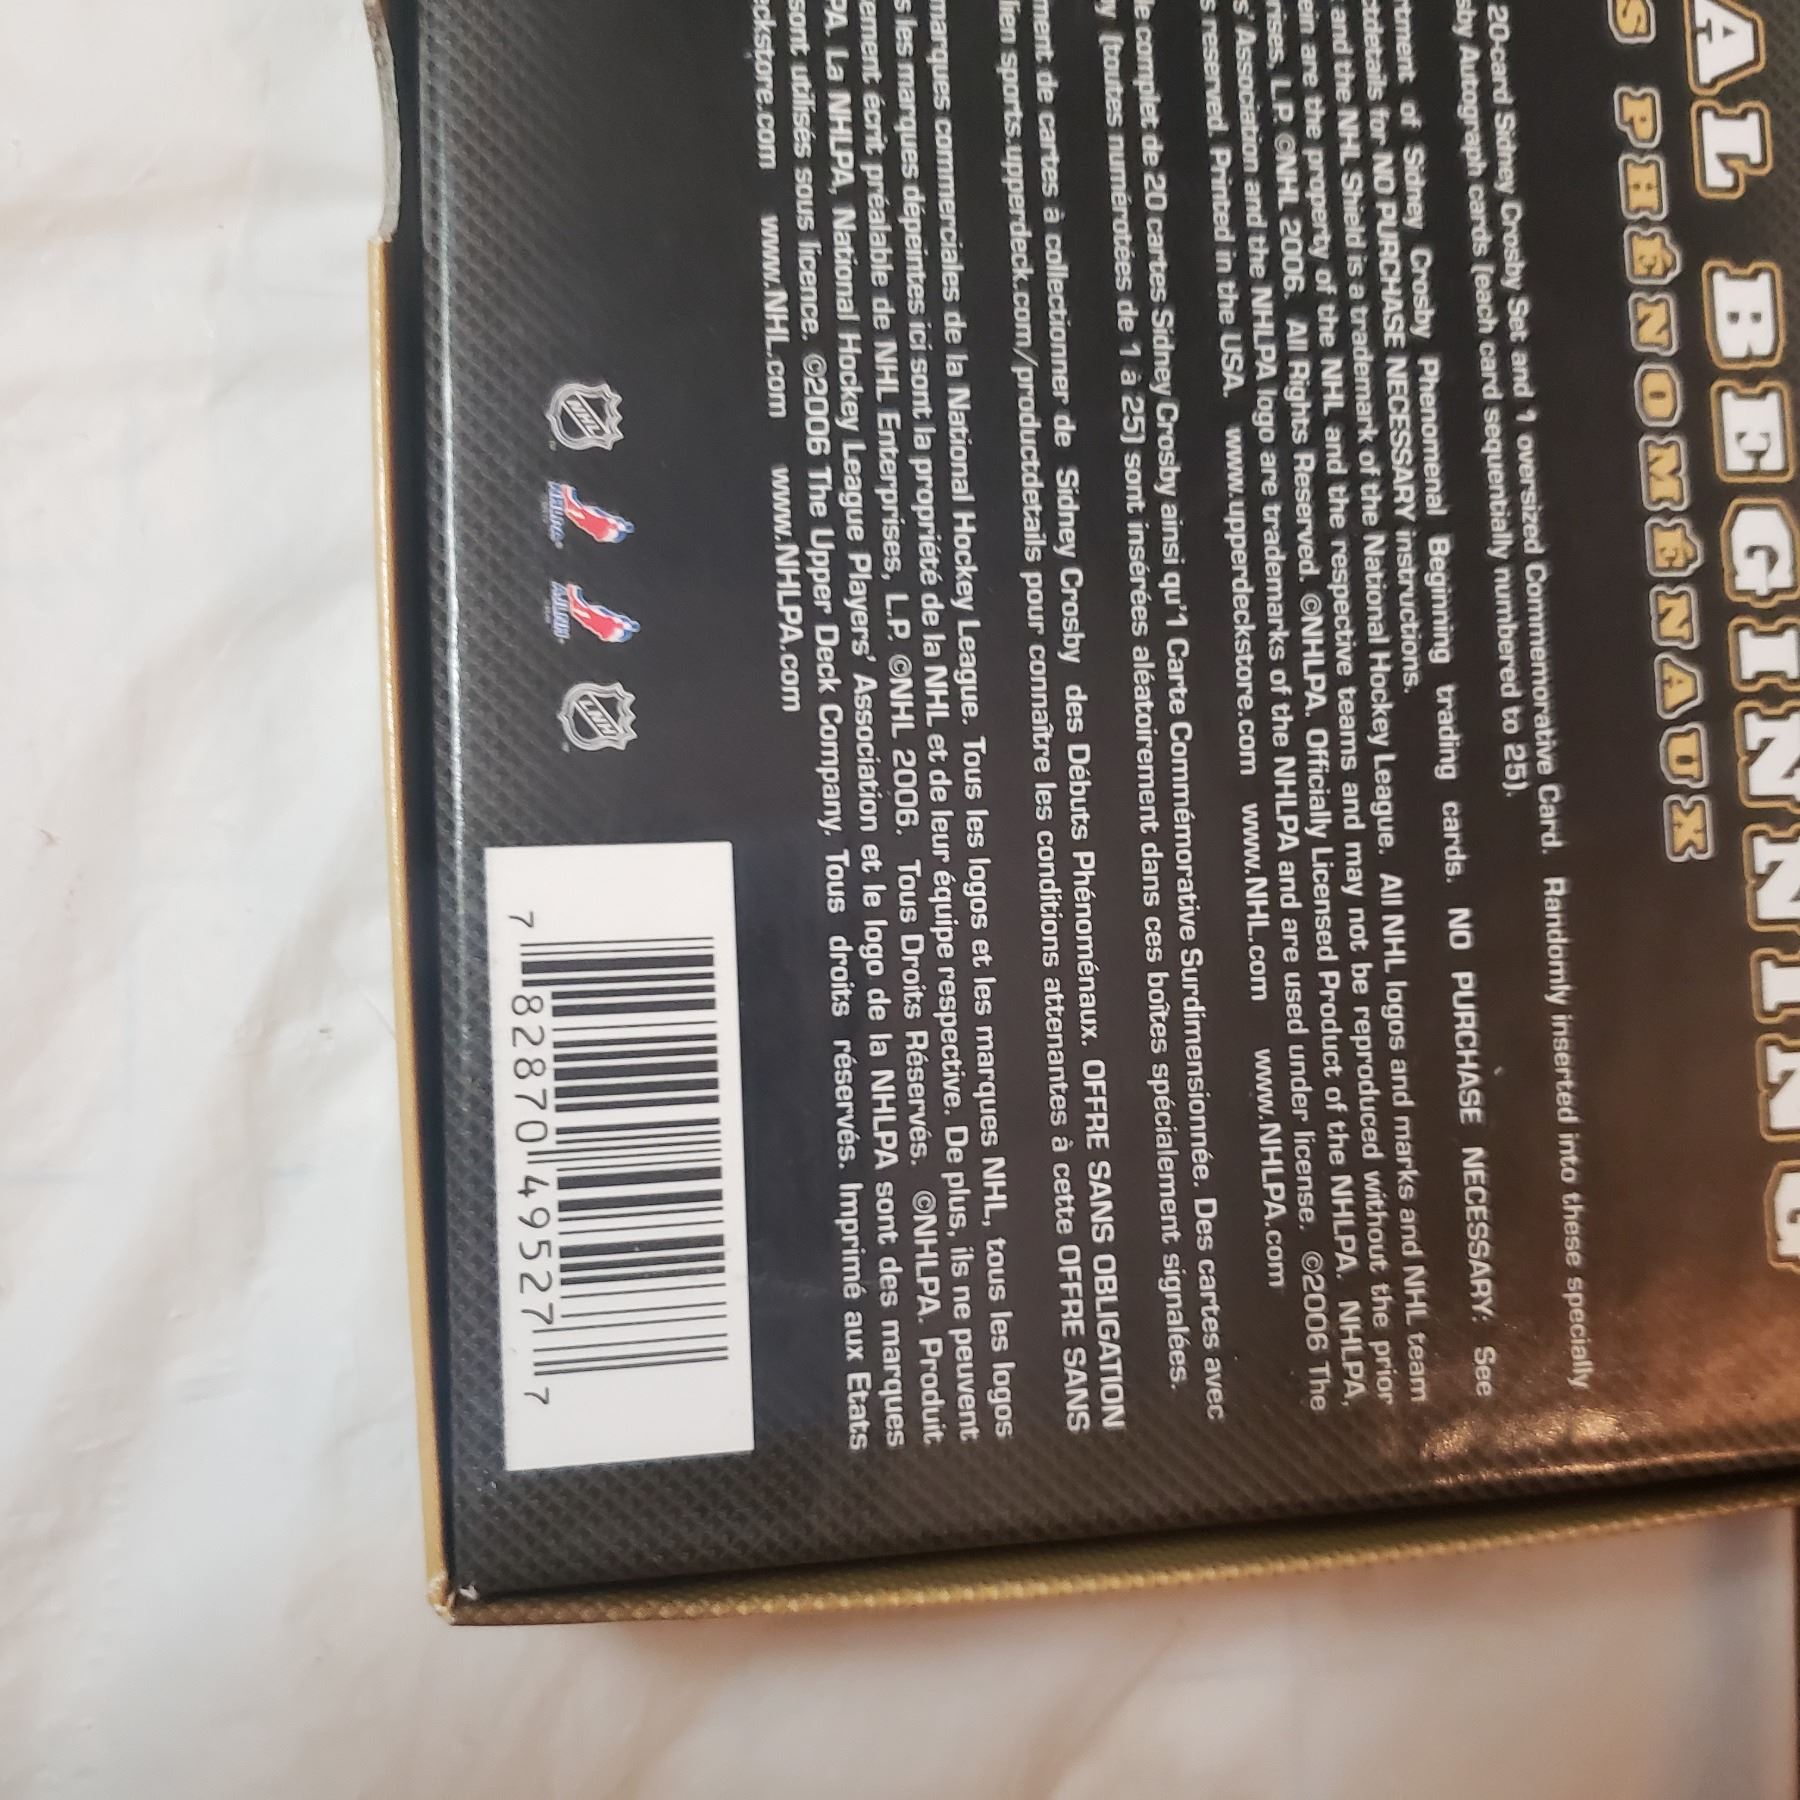 AL BEGINNING
S PHÉNOMÉNAUX
20-card Sidney Crosby Set and 1 oversized Commemorative Card. Randomly inserted into these specially
sby Autograph cards (each card sequentially numbered to 25).
tment of Sidney Crosby Phenomenal Beginning trading cards. NO PURCHASE NECESSARY: See
ctdetails for NO PURCHASE NECESSARY instructions.
and the NHL Shield is a trademark of the National Hockey League. All NHL logos and marks and NHL team
ein are the property of the NHL and the respective teams and may not be reproduced without the prior
rises, L.P. ©NHL 2006. All Rights Reserved. ©NHLPA. Officially Licensed Product of the NHLPA. NHLPA,
s' Association and the NHLPA logo are trademarks of the NHLPA and are used under license. ©2006 The
s reserved. Printed in the USA. www.upperdeckstore.com www.NHL.com www.NHLPA.com
le complet de 20 cartes Sidney Crosby ainsi qu'1 Carte Commémorative Surdimensionnée. Des cartes avec
y (toutes numérotées de 1 à 25) sont insérées aléatoirement dans ces boîtes spécialement signalées.
ment de cartes à collectionner de Sidney Crosby des Débuts Phénoménaux. OFFRE SANS OBLIGATION
lien sports.upperdeck.com/productdetails pour connaître les conditions attenantes à cette OFFRE SANS
marques commerciales de la National Hockey League. Tous les logos et les marques NHL, tous les logos
s les marques dépeintes ici sont la propriété de la NHL et de leur équipe respective. De plus, ils ne peuvent
ement écrit préalable de NHL Enterprises, L.P. ©NHL 2006. Tous Droits Réservés. ©NHLPA. Produit
PA. La NHLPA, National Hockey League Players' Association et le logo de la NHLPA sont des marques
sont utilisés sous licence. ©2006 The Upper Deck Company. Tous droits réservés. Imprimé aux Etats
ckstore.com www.NHL.com www.NHLPA.com
NHL NHLPA LNH
7 82870 49527 7